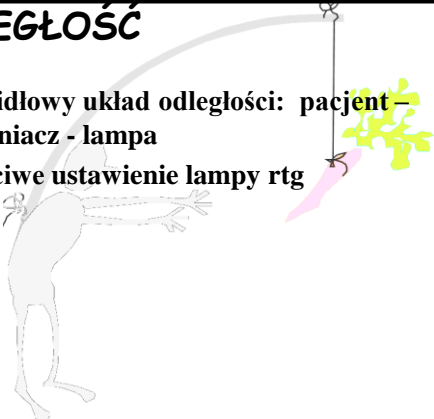 EGŁOŚĆ
idłowy układ odległości: pacjent –
niacz - lampa
ciwe ustawienie lampy rtg